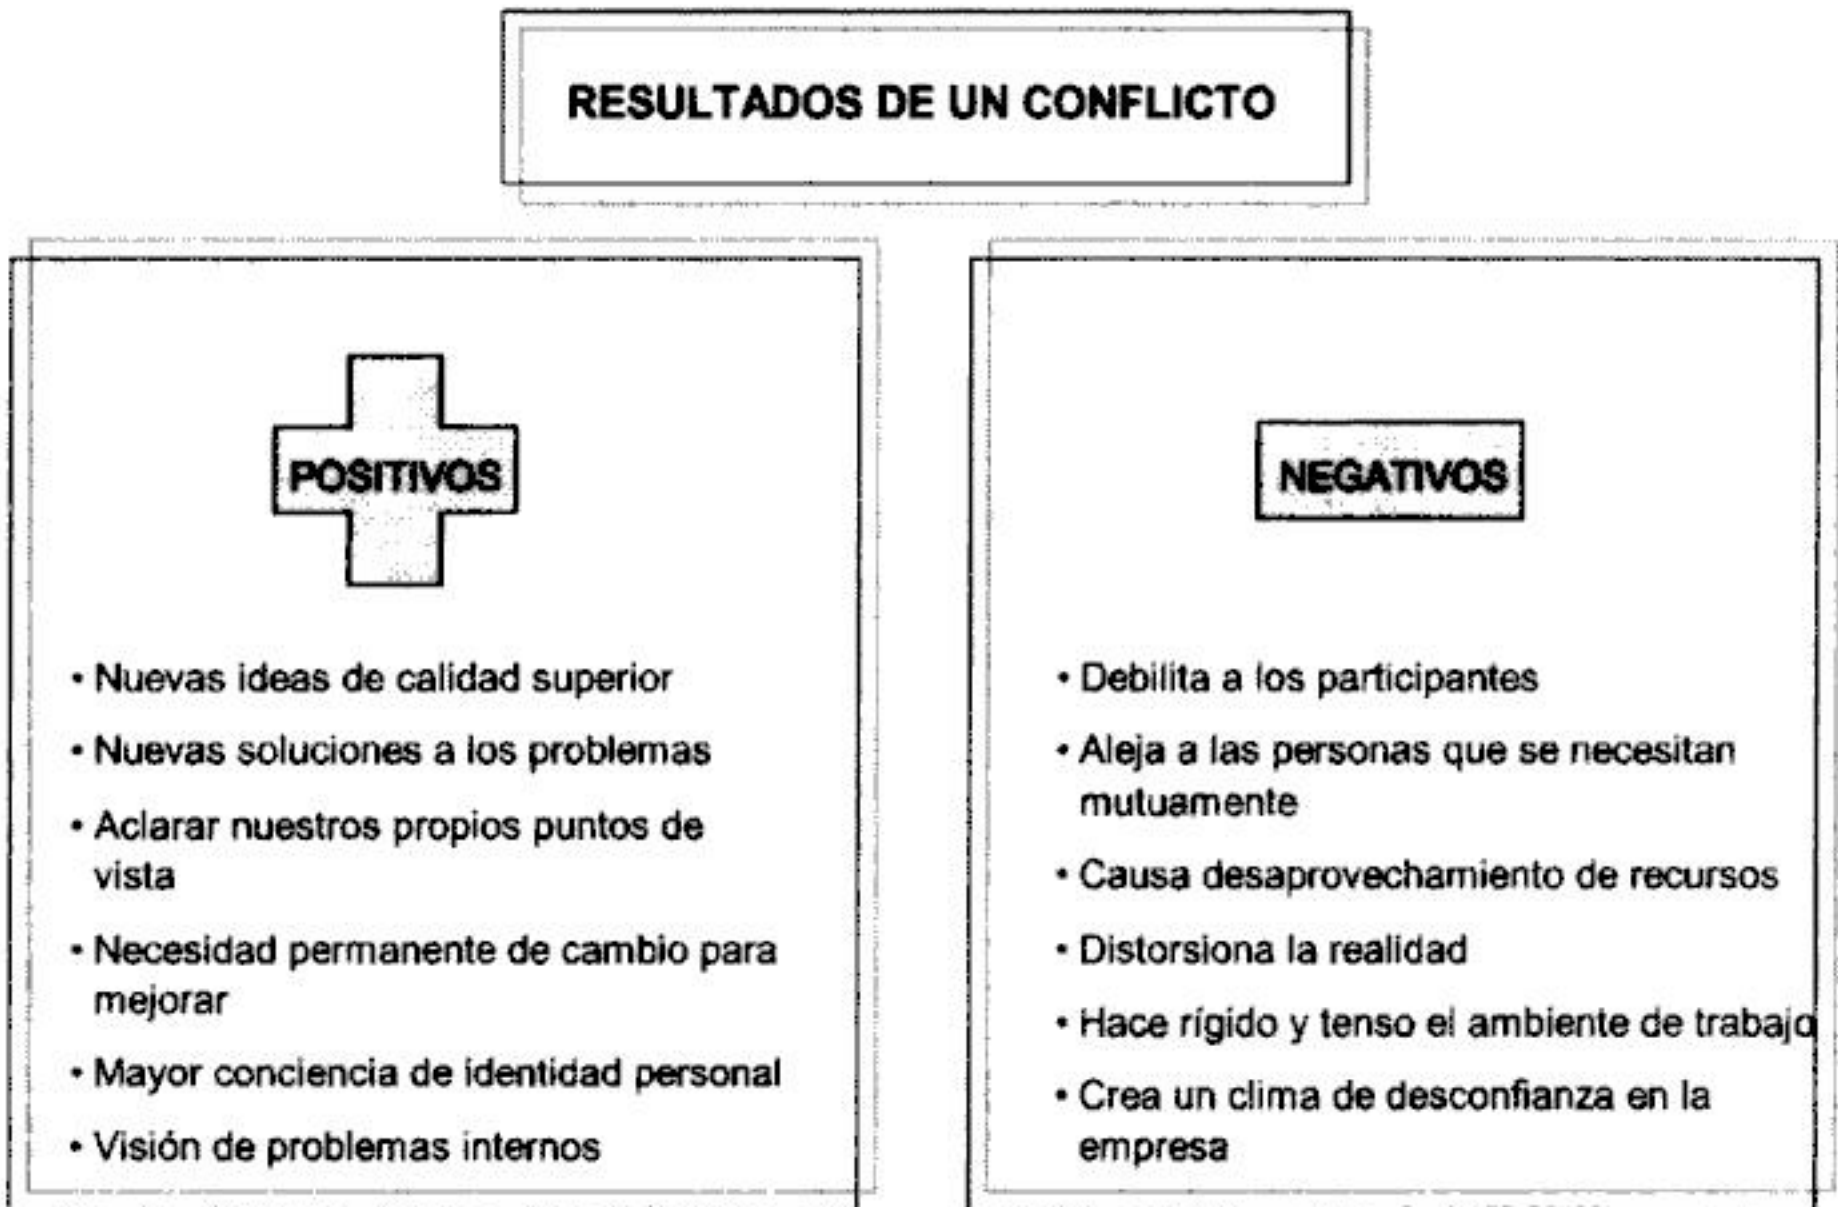 RESULTADOS DE UN CONFLICTO
POSITIVOS
• Nuevas ideas de calidad superior
• Nuevas soluciones a los problemas
• Aclarar nuestros propios puntos de
vista
• Necesidad permanente de cambio para
mejorar
• Mayor conciencia de identidad personal
• Visión de problemas internos
NEGATIVOS
• Debilita a los participantes
• Aleja a las personas que se necesitan
mutuamente
• Causa desaprovechamiento de recursos
• Distorsiona la realidad
• Hace rígido y tenso el ambiente de trabajo
• Crea un clima de desconfianza en la
empresa